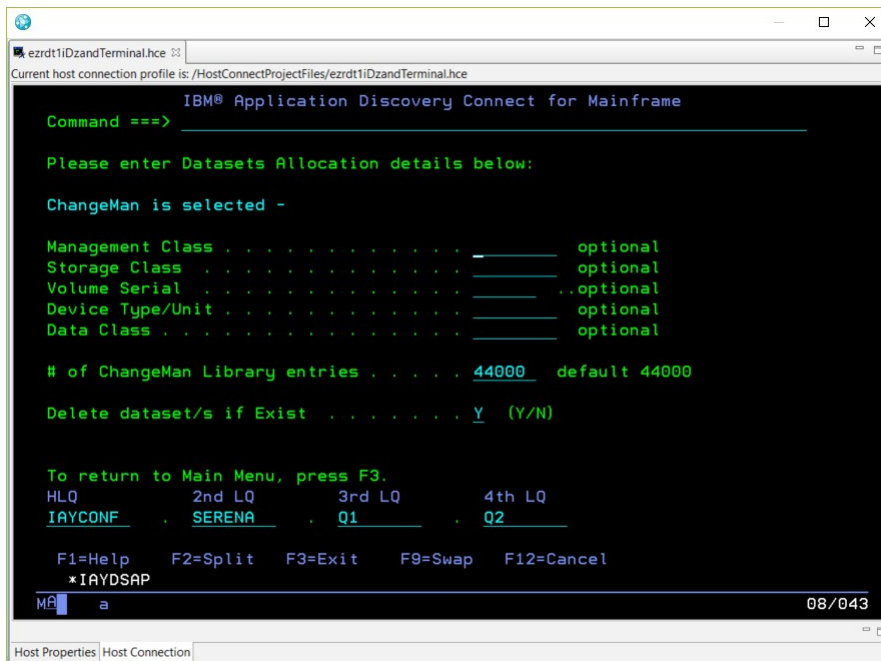 ezrdt1iDzandTerminal.hce
Current host connection profile is: /HostConnectProjectFiles/ezrdt1iDzandTerminal.hce
IBM® Application Discovery Connect for Mainframe
Command ===>
Please enter Datasets Allocation details below:
ChangeMan is selected -
Management Class . . . . . . . . . . . . optional
Storage Class . . . . . . . . . . . . . optional
Volume Serial . . . . . . . . . . . . . ..optional
Device Type/Unit . . . . . . . . . . . . optional
Data Class . . . . . . . . . . . . . . . optional
# of ChangeMan Library entries . . . . . 44000 default 44000
Delete dataset/s if Exist . . . . . . . Y (Y/N)
To return to Main Menu, press F3.
HLQ 2nd LQ 3rd LQ 4th LQ
IAYCONF . SERENA . Q1 . Q2
F1=Help F2=Split F3=Exit F9=Swap F12=Cancel
*IAYDSAP
MA a 08/043
Host Properties Host Connection